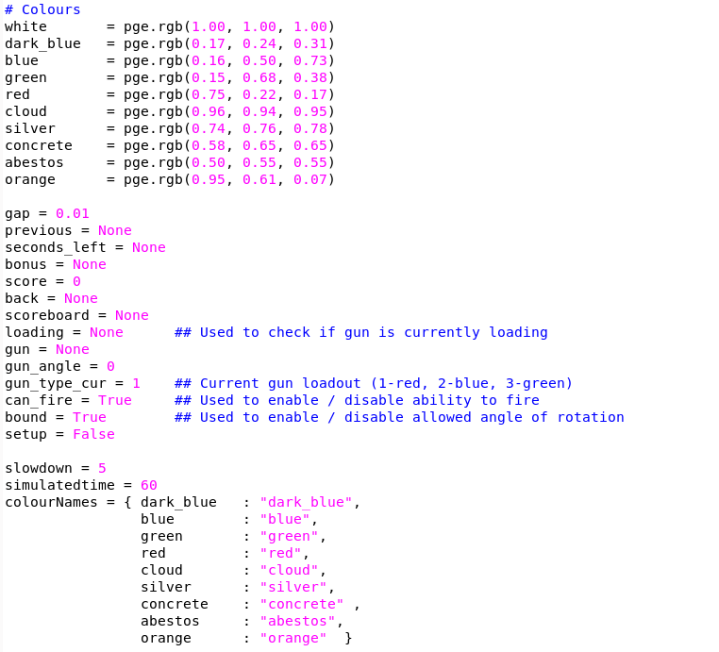 # Colours
white       = pge.rgb(1.00, 1.00, 1.00)
dark_blue   = pge.rgb(0.17, 0.24, 0.31)
blue        = pge.rgb(0.16, 0.50, 0.73)
green       = pge.rgb(0.15, 0.68, 0.38)
red         = pge.rgb(0.75, 0.22, 0.17)
cloud       = pge.rgb(0.96, 0.94, 0.95)
silver      = pge.rgb(0.74, 0.76, 0.78)
concrete    = pge.rgb(0.58, 0.65, 0.65)
abestos     = pge.rgb(0.50, 0.55, 0.55)
orange      = pge.rgb(0.95, 0.61, 0.07)

gap = 0.01
previous = None
seconds_left = None
bonus = None
score = 0
back = None
scoreboard = None
loading = None      ## Used to check if gun is currently loading
gun = None
gun_angle = 0
gun_type_cur = 1    ## Current gun loadout (1-red, 2-blue, 3-green)
can_fire = True     ## Used to enable / disable ability to fire
bound = True        ## Used to enable / disable allowed angle of rotation
setup = False

slowdown = 5
simulatedtime = 60
colourNames = { dark_blue   : "dark_blue",
                blue        : "blue",
                green       : "green",
                red         : "red",
                cloud       : "cloud",
                silver      : "silver",
                concrete    : "concrete" ,
                abestos     : "abestos",
                orange      : "orange"  }